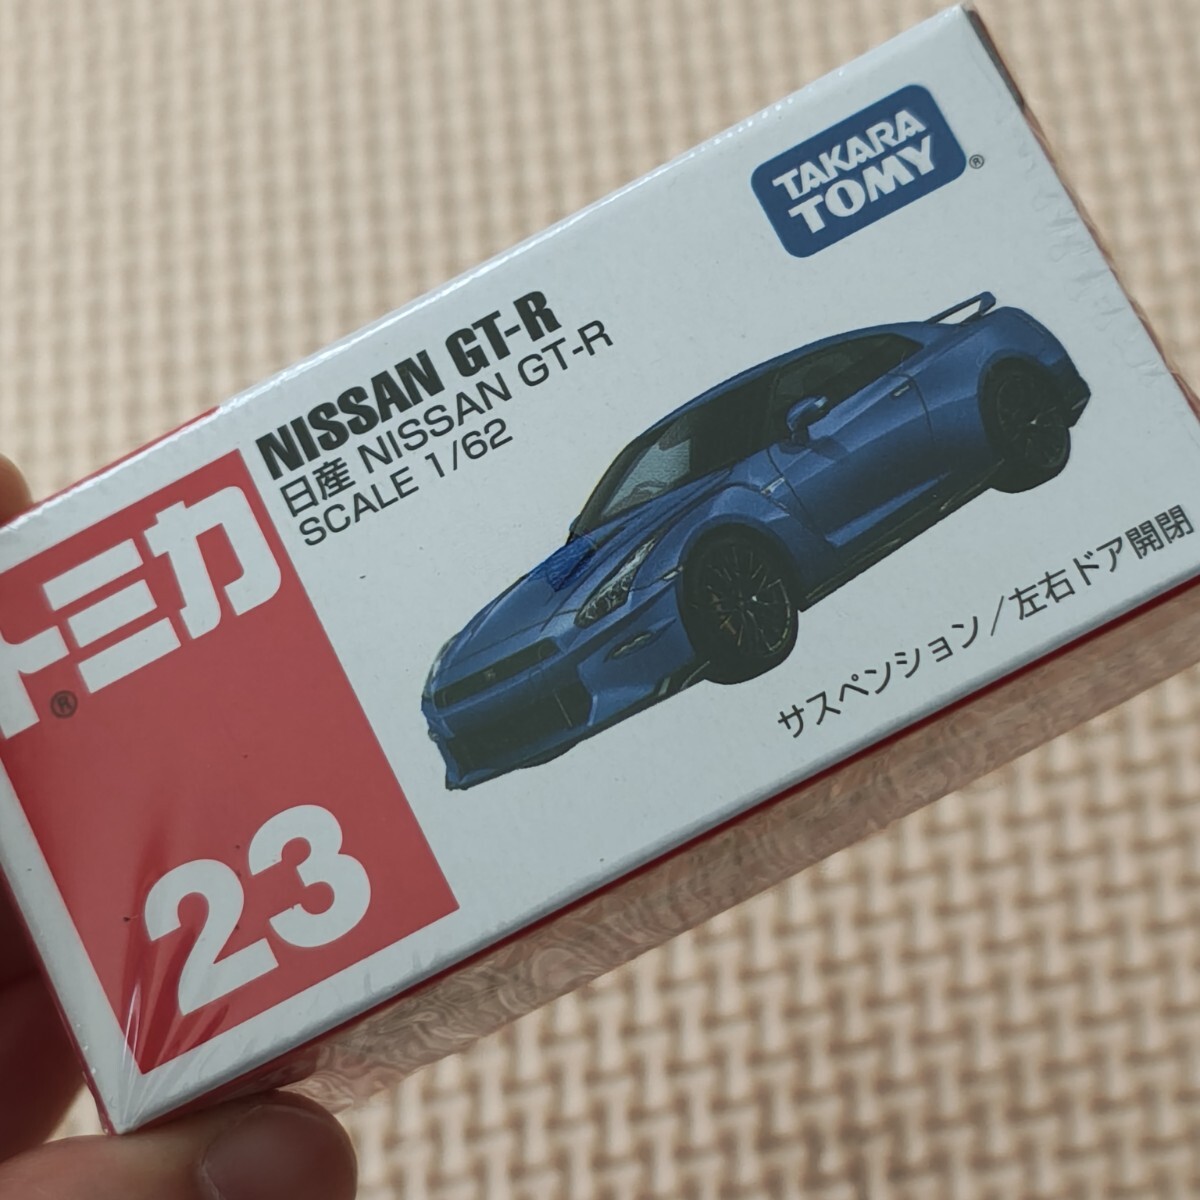 TAKARA
TOMY
®
NISSAN GT-R
日産 NISSAN GT-R
SCALE 1/62
トミカ
®
サスペンション/左右ドア開閉
23